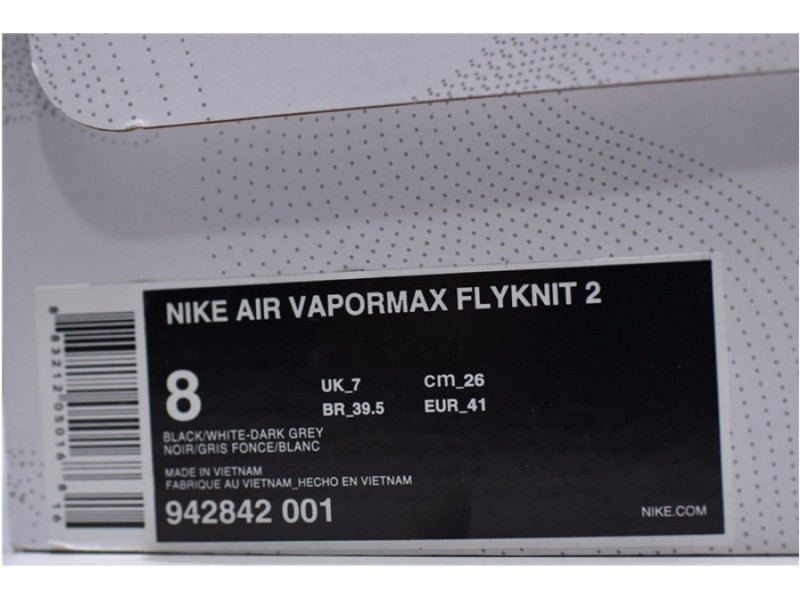 NIKE AIR VAPORMAX FLYKNIT 2
8
UK_7
cm_26
BR_39.5
EUR_41
BLACK/WHITE-DARK GREY
NOIR/GRIS FONCE/BLANC
MADE IN VIETNAM
FABRIQUE AU VIETNAM_HECHO EN VIETNAM
942842 001
NIKE.COM